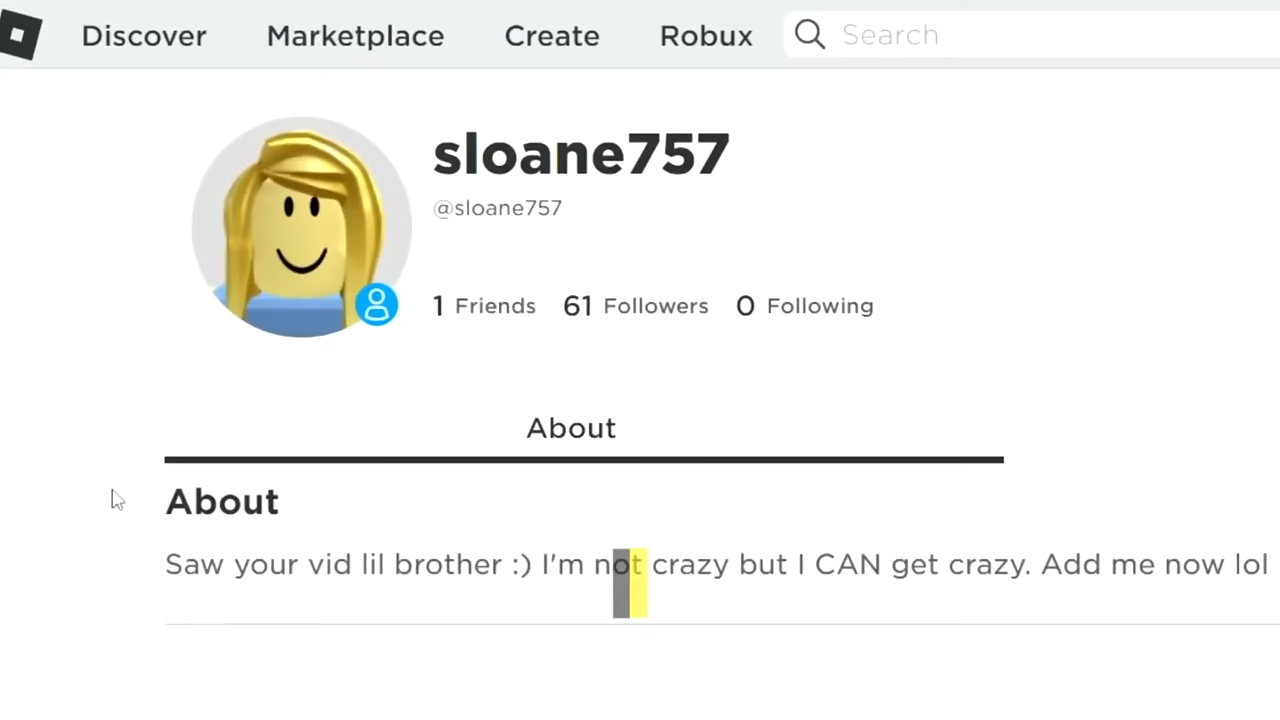 Discover Marketplace Create Robux Search
sloane757
@sloane757
1 Friends 61 Followers 0 Following
About
About
Saw your vid lil brother :) I'm not crazy but I CAN get crazy. Add me now lol